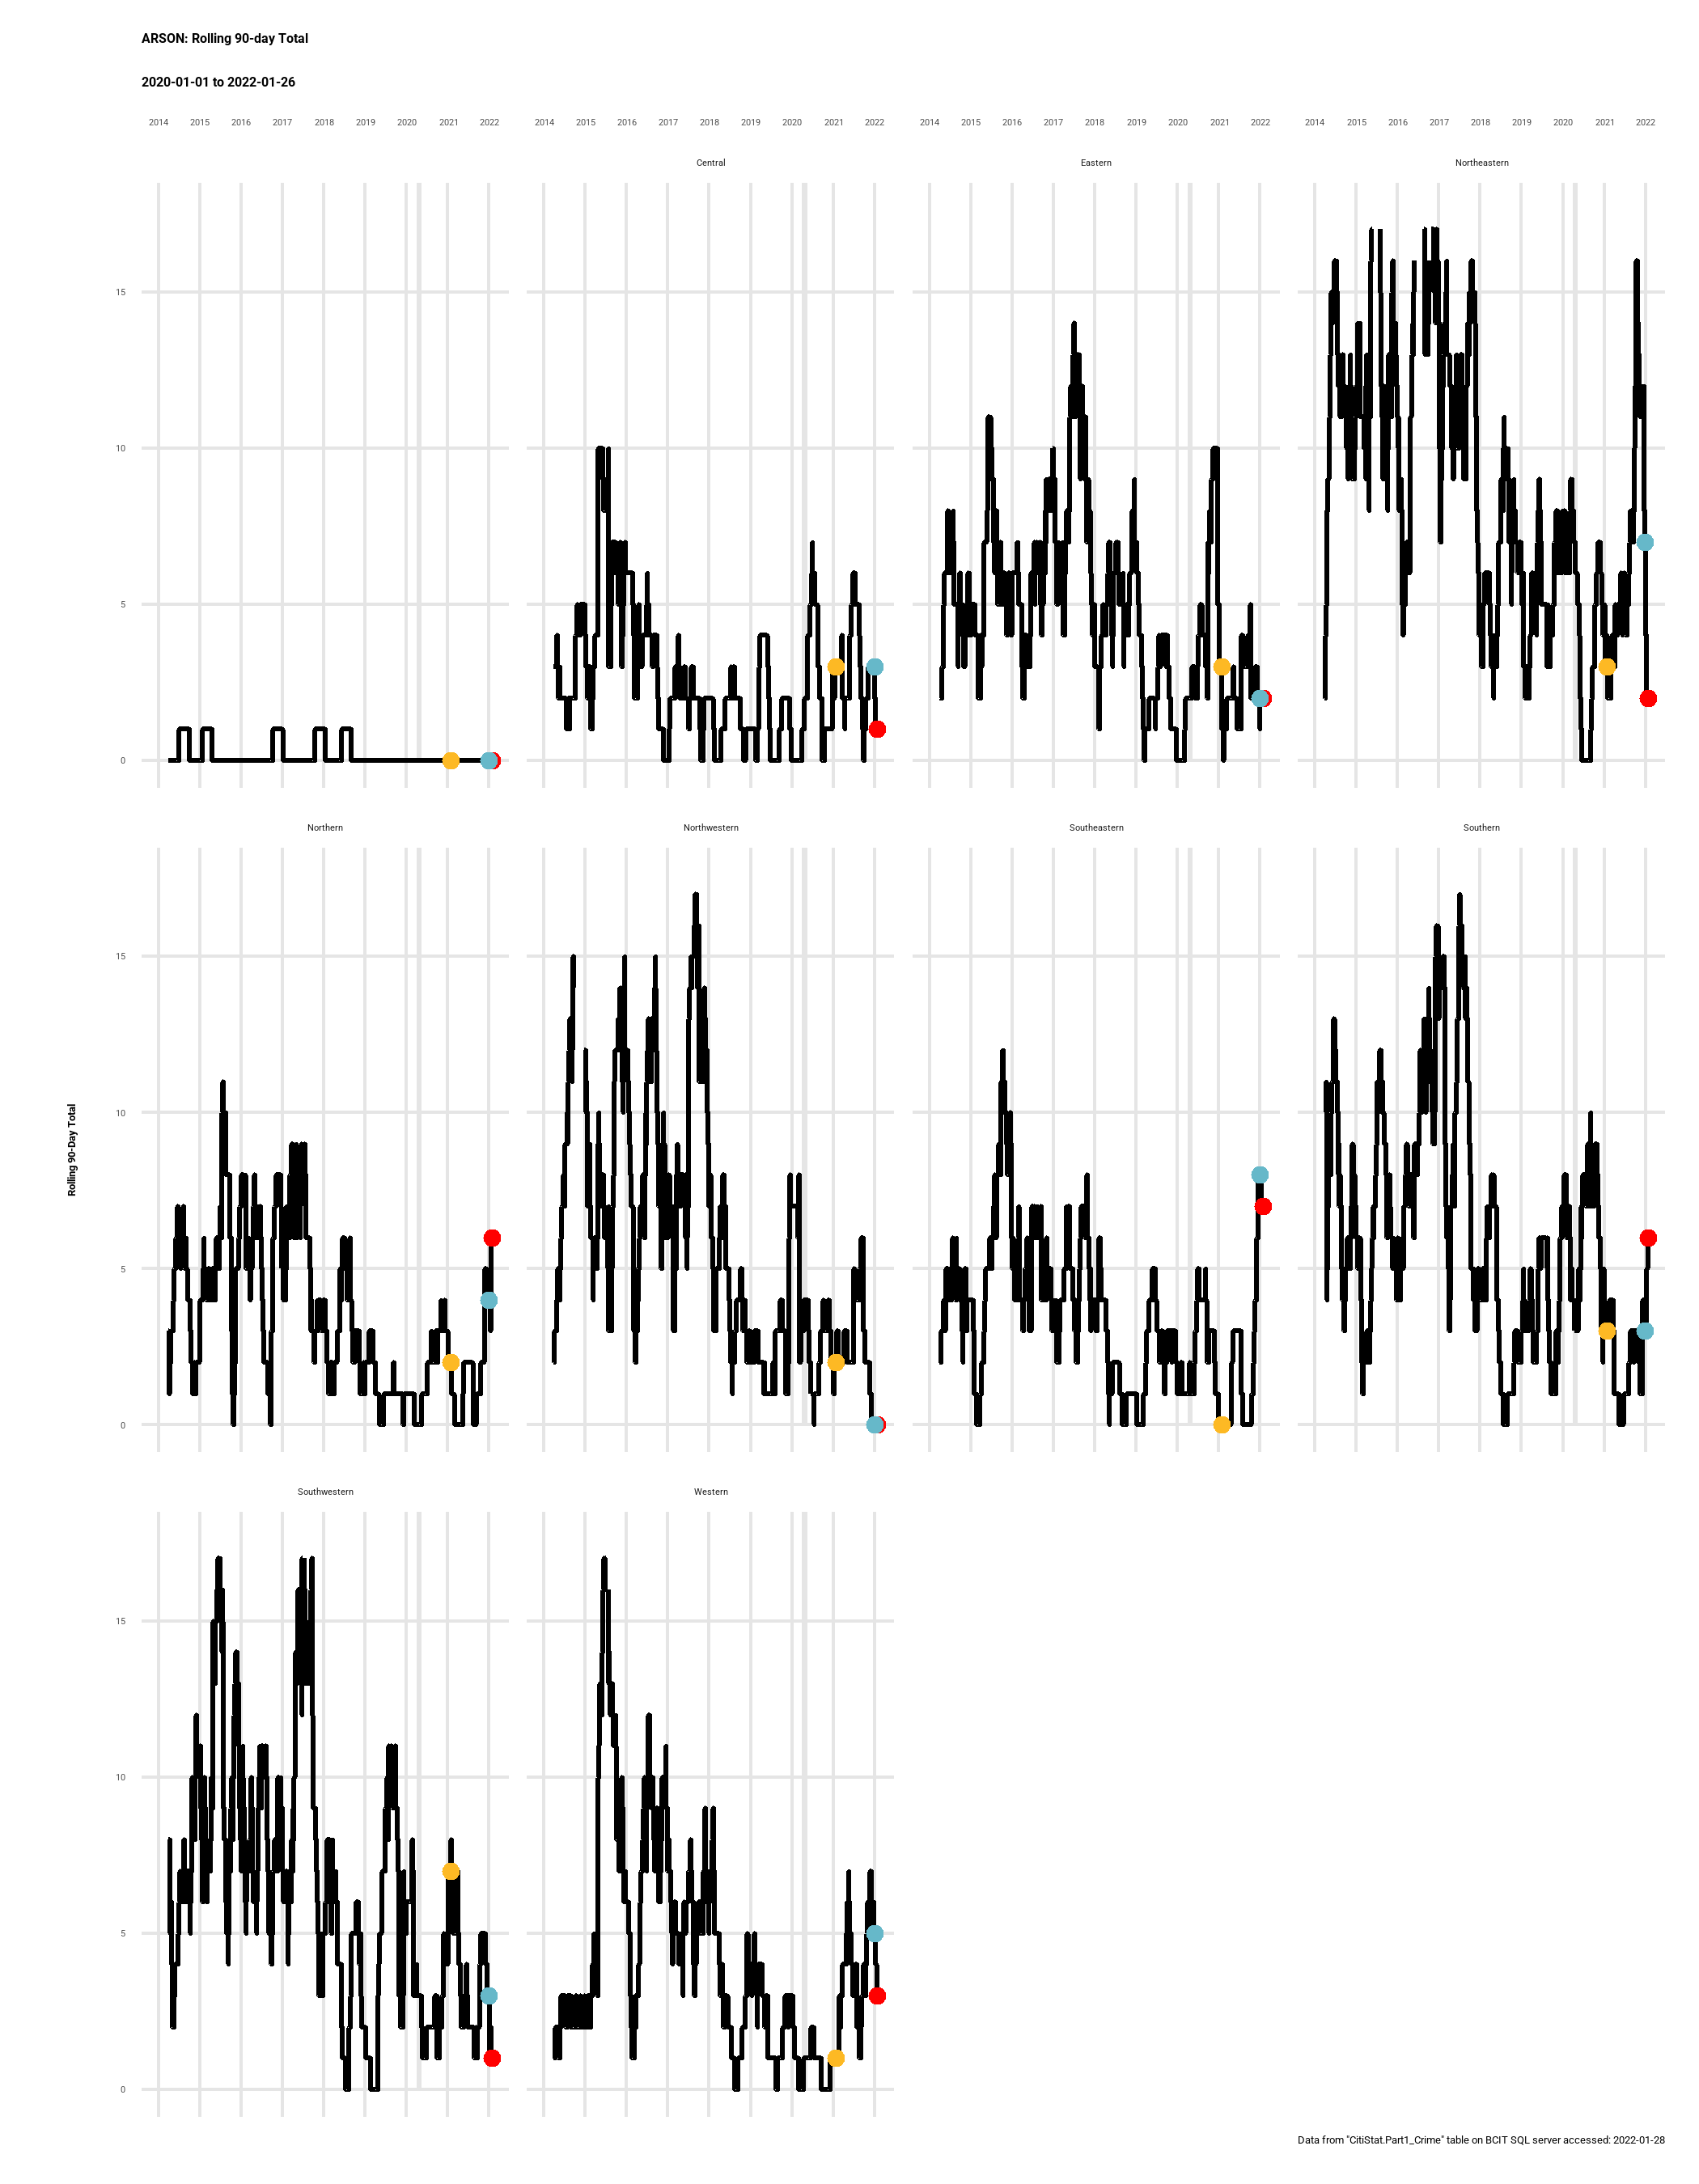 ARSON: Rolling 90-day Total
2020-01-01 to 2022-01-26
2014 2015 2016 2017 2018 2019 2020 2021 2022 2014 2015 2016 2017 2018 2019 2020 2021 2022 2014 2015 2016 2017 2018 2019 2020 2021 2022 2014 2015 2016 2017 2018 2019 2020 2021 2022
Central Eastern Northeastern
15
10
5
0
Northern Northwestern Southeastern Southern
15
10
5
0
Rolling 90-Day Total
Southwestern Western
15
10
5
0
Data from "CitiStat.Part1_Crime" table on BCIT SQL server accessed: 2022-01-28